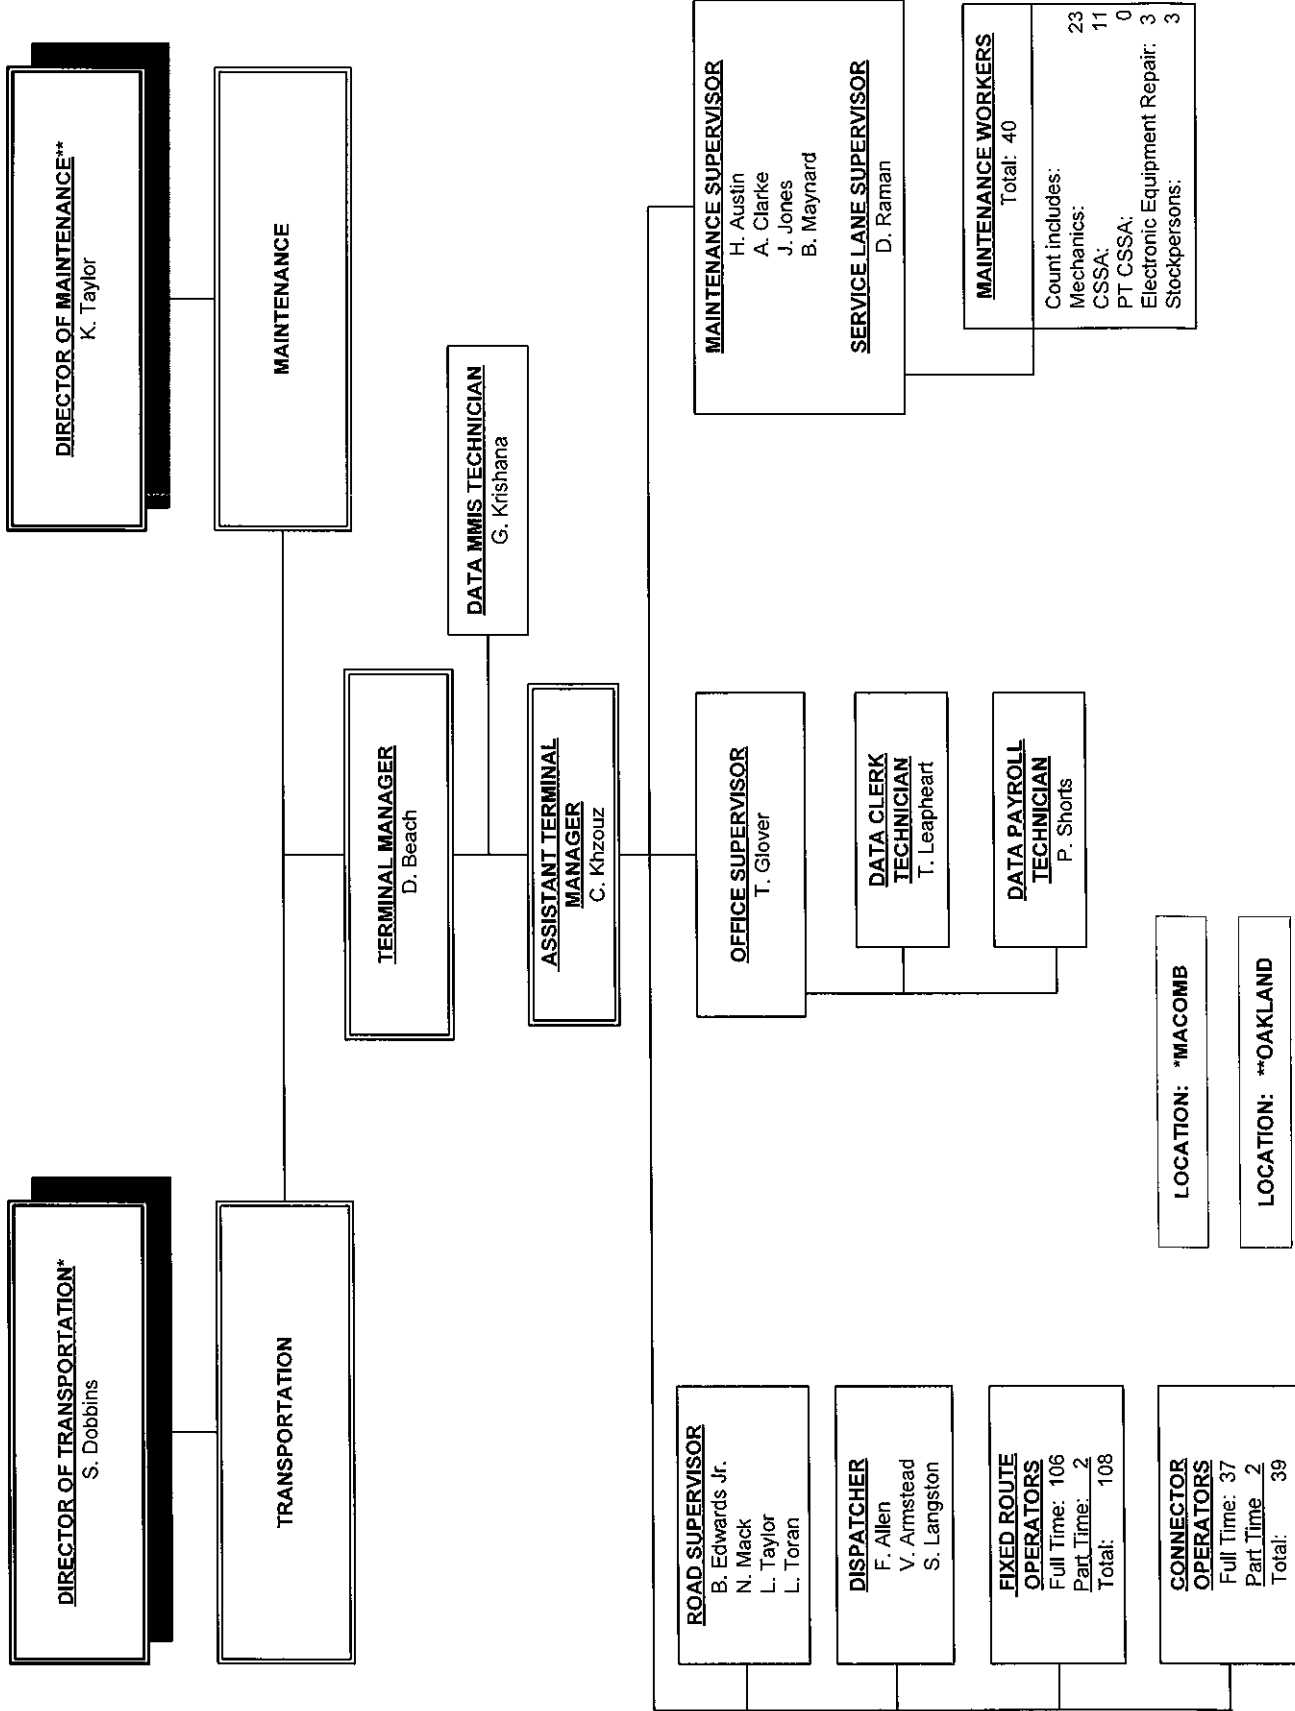 DIRECTOR OF TRANSPORTATION*
S. Dobbins
DIRECTOR OF MAINTENANCE**
K. Taylor
TRANSPORTATION
MAINTENANCE
TERMINAL MANAGER
D. Beach
DATA MMIS TECHNICIAN
G. Krishana
ASSISTANT TERMINAL
MANAGER
C. Khzouz
ROAD SUPERVISOR
B. Edwards Jr.
N. Mack
L. Taylor
L. Toran
DISPATCHER
F. Allen
V. Armstead
S. Langston
FIXED ROUTE
OPERATORS
Full Time: 106
Part Time: 2
Total: 108
CONNECTOR
OPERATORS
Full Time: 37
Part Time 2
Total: 39
OFFICE SUPERVISOR
T. Glover
DATA CLERK
TECHNICIAN
T. Leapheart
DATA PAYROLL
TECHNICIAN
P. Shorts
MAINTENANCE SUPERVISOR
H. Austin
A. Clarke
J. Jones
B. Maynard
SERVICE LANE SUPERVISOR
D. Raman
MAINTENANCE WORKERS
Total: 40
Count includes:
Mechanics: 23
CSSA: 11
PT CSSA: 0
Electronic Equipment Repair: 3
Stockpersons: 3
LOCATION: *MACOMB
LOCATION: **OAKLAND